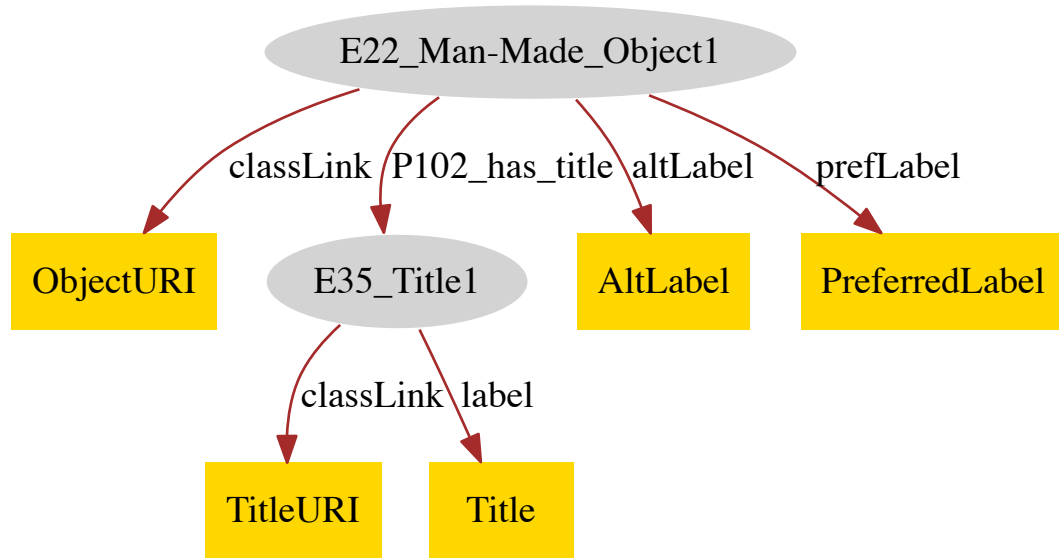 E22_Man-Made_Object1
classLink P102_has_title altLabel prefLabel
ObjectURI E35_Title1 AltLabel PreferredLabel
classLink label
TitleURI Title